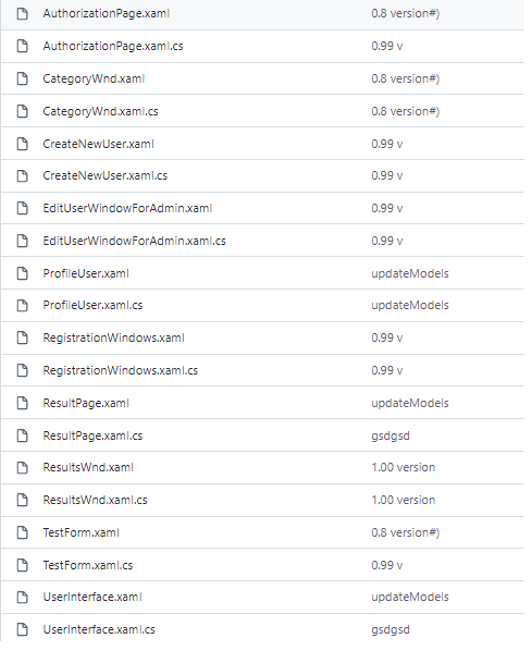 AuthorizationPage.xaml 0.8 version#)
AuthorizationPage.xaml.cs 0.99 v
CategoryWnd.xaml 0.8 version#)
CategoryWnd.xaml.cs 0.8 version#)
CreateNewUser.xaml 0.99 v
CreateNewUser.xaml.cs 0.99 v
EditUserWindowForAdmin.xaml 0.99 v
EditUserWindowForAdmin.xaml.cs 0.99 v
ProfileUser.xaml updateModels
ProfileUser.xaml.cs updateModels
RegistrationWindows.xaml 0.99 v
RegistrationWindows.xaml.cs 0.99 v
ResultPage.xaml updateModels
ResultPage.xaml.cs gsdgsd
ResultsWnd.xaml 1.00 version
ResultsWnd.xaml.cs 1.00 version
TestForm.xaml 0.8 version#)
TestForm.xaml.cs 0.99 v
UserInterface.xaml updateModels
UserInterface.xaml.cs gsdgsd